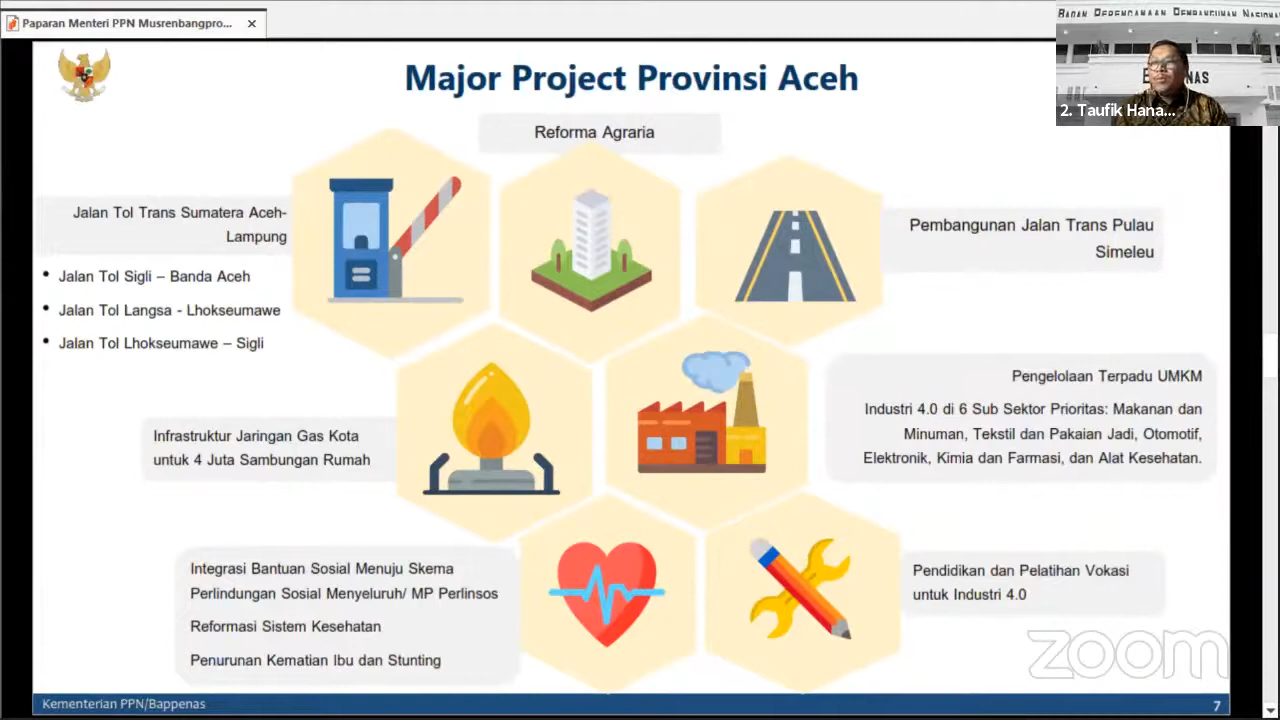 Paparan Menteri PPN Musrenbangpro...
BADAN PERENCANAAN PEMBANGUNAN NASIONAL
2. Taufik Hana...
Major Project Provinsi Aceh
Reforma Agraria
Jalan Tol Trans Sumatera Aceh-
Lampung
• Jalan Tol Sigli – Banda Aceh
• Jalan Tol Langsa - Lhokseumawe
• Jalan Tol Lhokseumawe – Sigli
Pembangunan Jalan Trans Pulau
Simeleu
Infrastruktur Jaringan Gas Kota
untuk 4 Juta Sambungan Rumah
Pengelolaan Terpadu UMKM
Industri 4.0 di 6 Sub Sektor Prioritas: Makanan dan
Minuman, Tekstil dan Pakaian Jadi, Otomotif,
Elektronik, Kimia dan Farmasi, dan Alat Kesehatan.
Integrasi Bantuan Sosial Menuju Skema
Perlindungan Sosial Menyeluruh/ MP Perlinsos
Reformasi Sistem Kesehatan
Penurunan Kematian Ibu dan Stunting
Pendidikan dan Pelatihan Vokasi
untuk Industri 4.0
zoom
Kementerian PPN/Bappenas
7